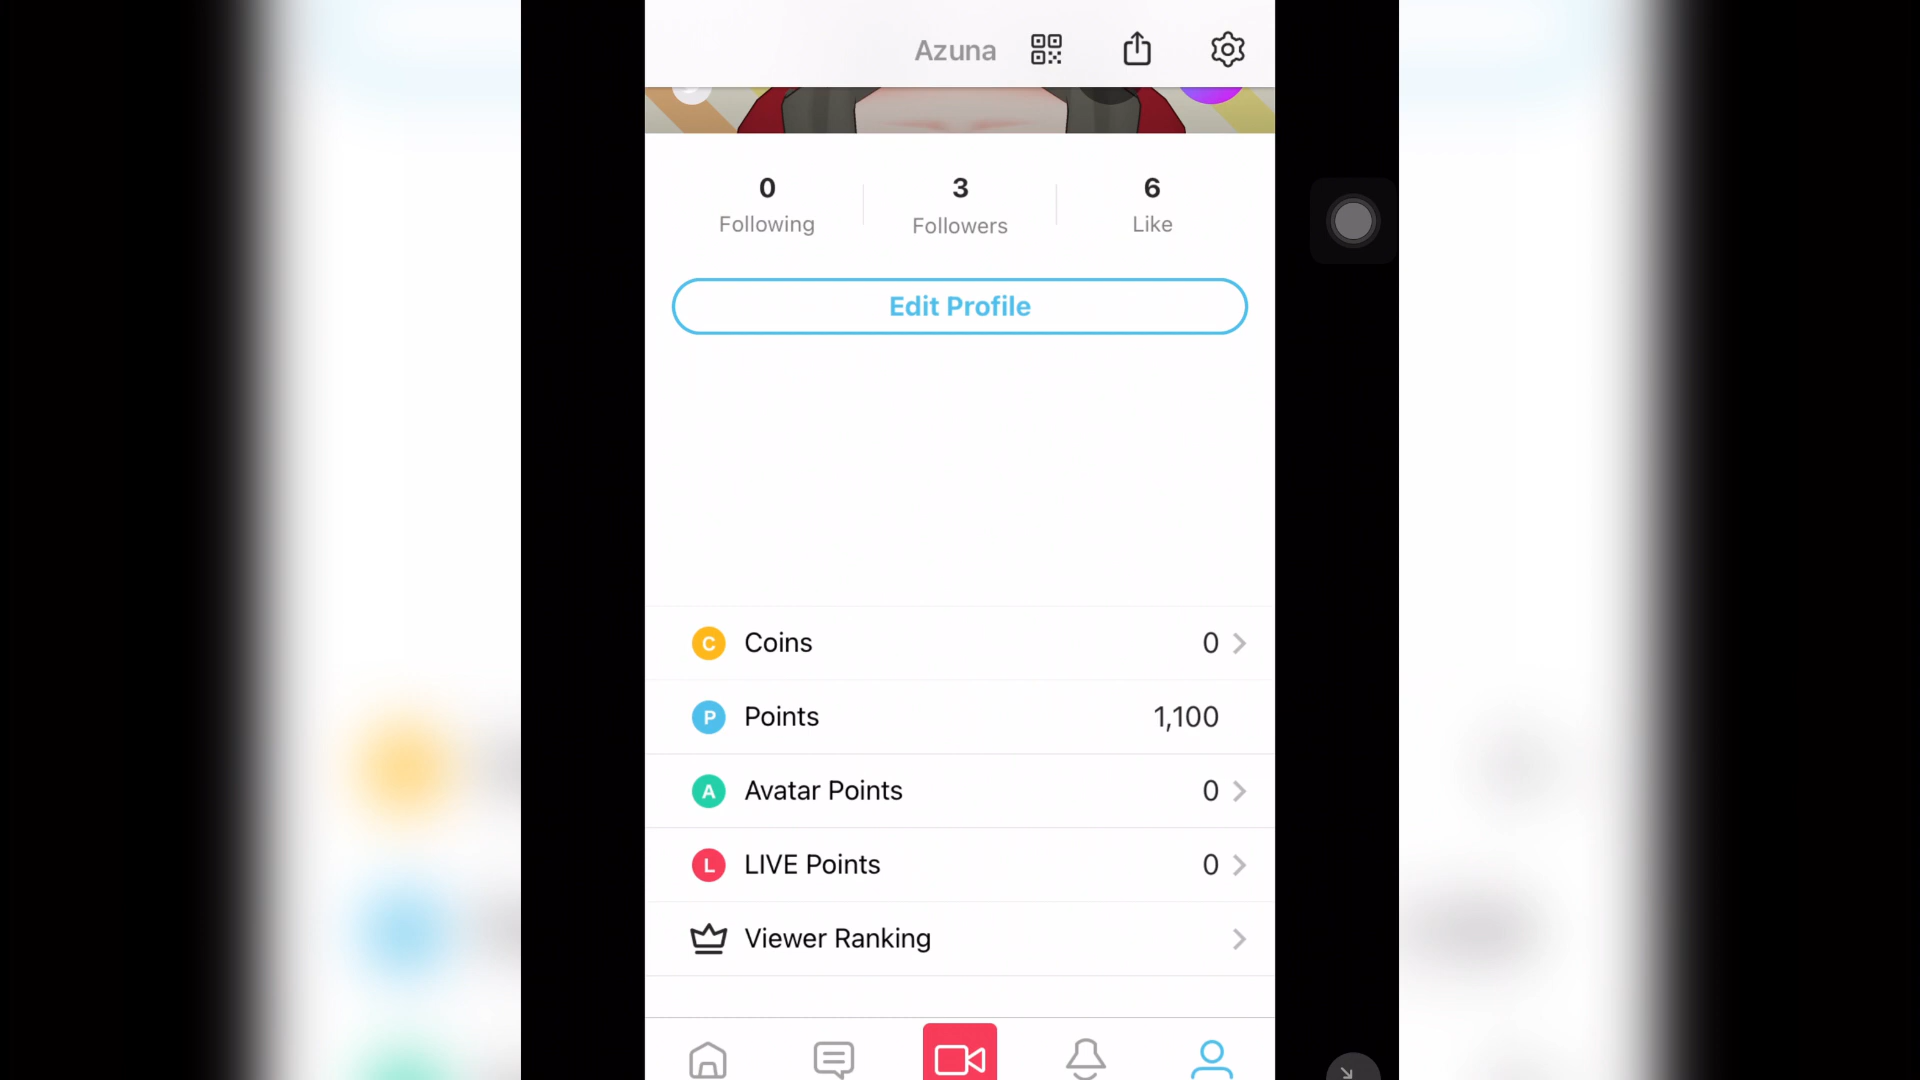 Azuna
0 3 6
Following Followers Like
Edit Profile
C Coins 0
P Points 1,100
A Avatar Points 0
L LIVE Points 0
Viewer Ranking